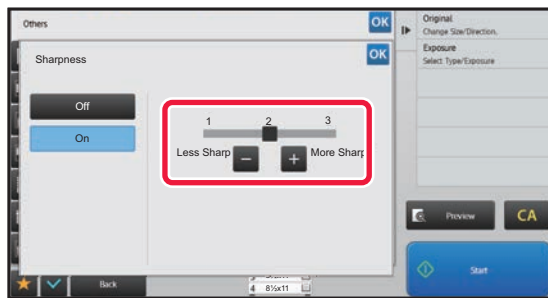 Others
OK
Original
Change Size/Direction.
Sharpness
OK
Exposure
Select Type/Exposure
Off
On
1 2 3
Less Sharp − + More Sharp
Preview
CA
Back
4 8½x11
Start